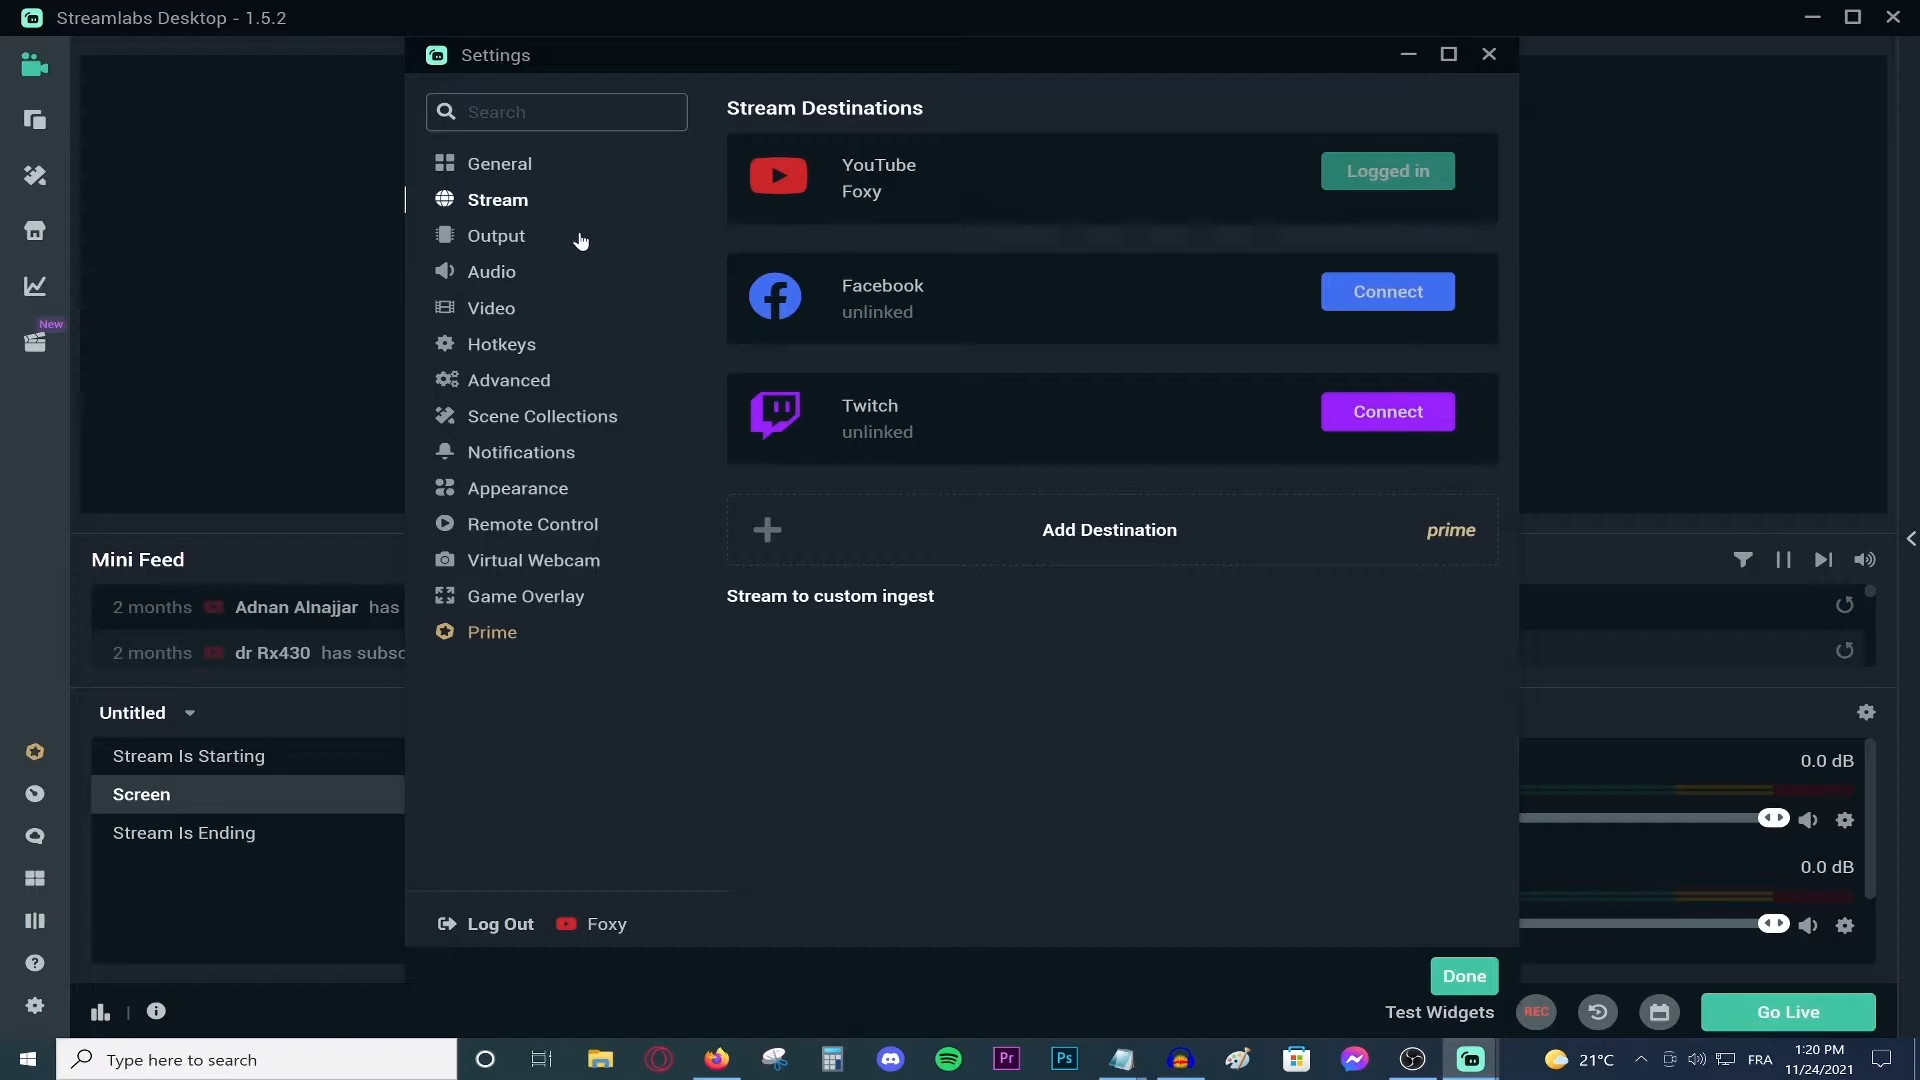 Streamlabs Desktop - 1.5.2
Settings
Search
General
Stream
Output
Audio
Video
Hotkeys
Advanced
Scene Collections
Notifications
Appearance
Remote Control
Virtual Webcam
Game Overlay
Prime
Log Out
Foxy
Stream Destinations
YouTube
Foxy
Logged in
Facebook
unlinked
Connect
Twitch
unlinked
Connect
Add Destination
prime
Stream to custom ingest
Done
New
Mini Feed
2 months Adnan Alnajjar has
2 months dr Rx430 has subsc
Untitled
Stream Is Starting
Screen
Stream Is Ending
0.0 dB
0.0 dB
Test Widgets
REC
Go Live
Type here to search
Pr
Ps
21°C
FRA
1:20 PM
11/24/2021